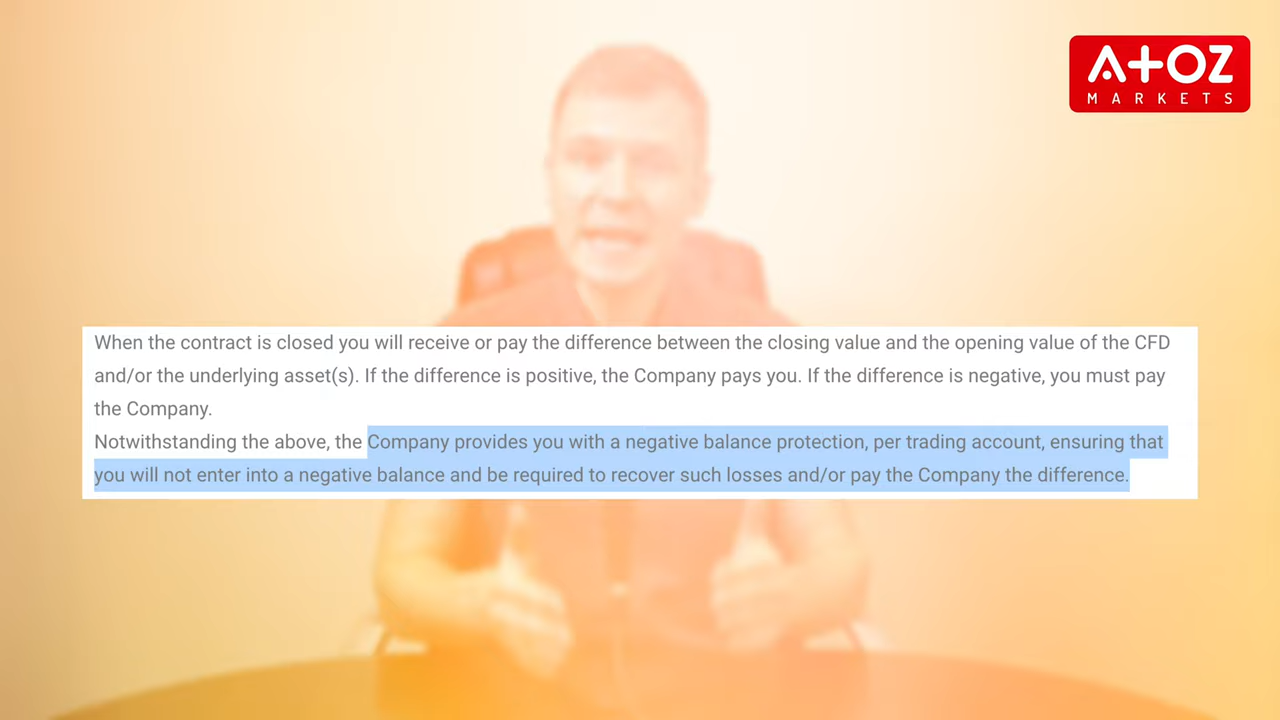 A+OZ
MARKETS
When the contract is closed you will receive or pay the difference between the closing value and the opening value of the CFD
and/or the underlying asset(s). If the difference is positive, the Company pays you. If the difference is negative, you must pay
the Company.
Notwithstanding the above, the Company provides you with a negative balance protection, per trading account, ensuring that
you will not enter into a negative balance and be required to recover such losses and/or pay the Company the difference.